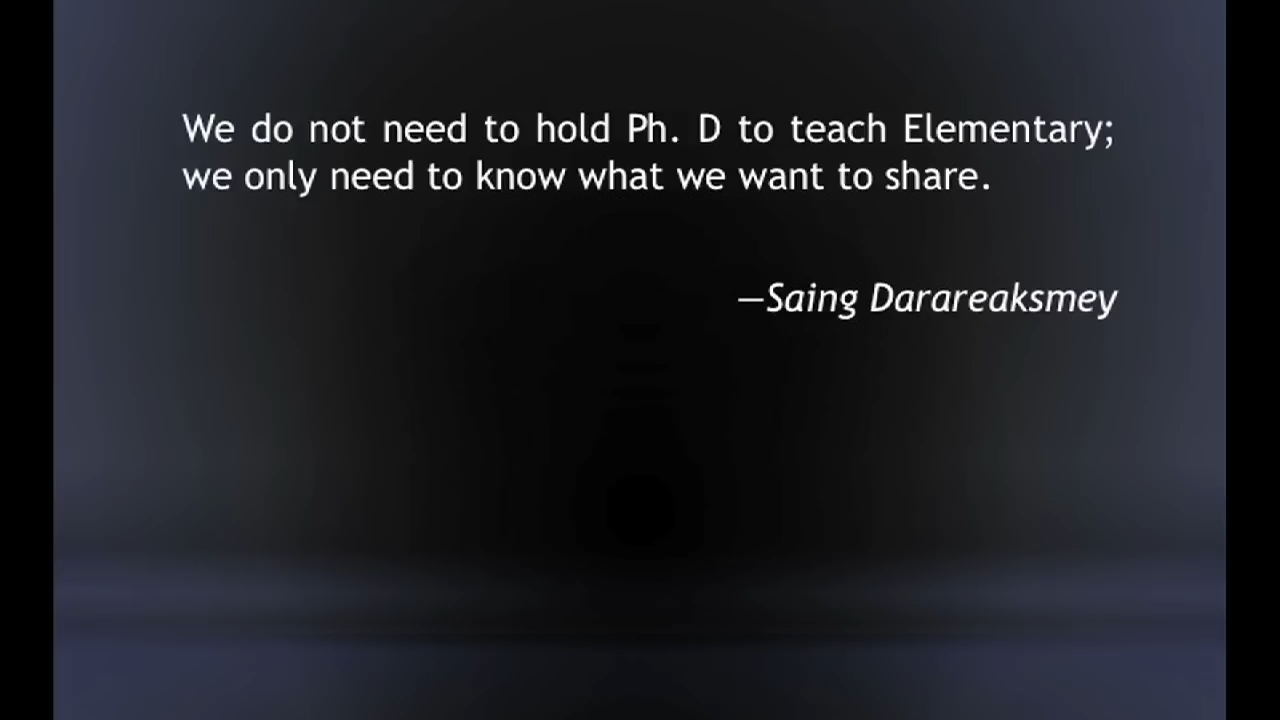 We do not need to hold Ph. D to teach Elementary;
we only need to know what we want to share.
—Saing Darareaksmey